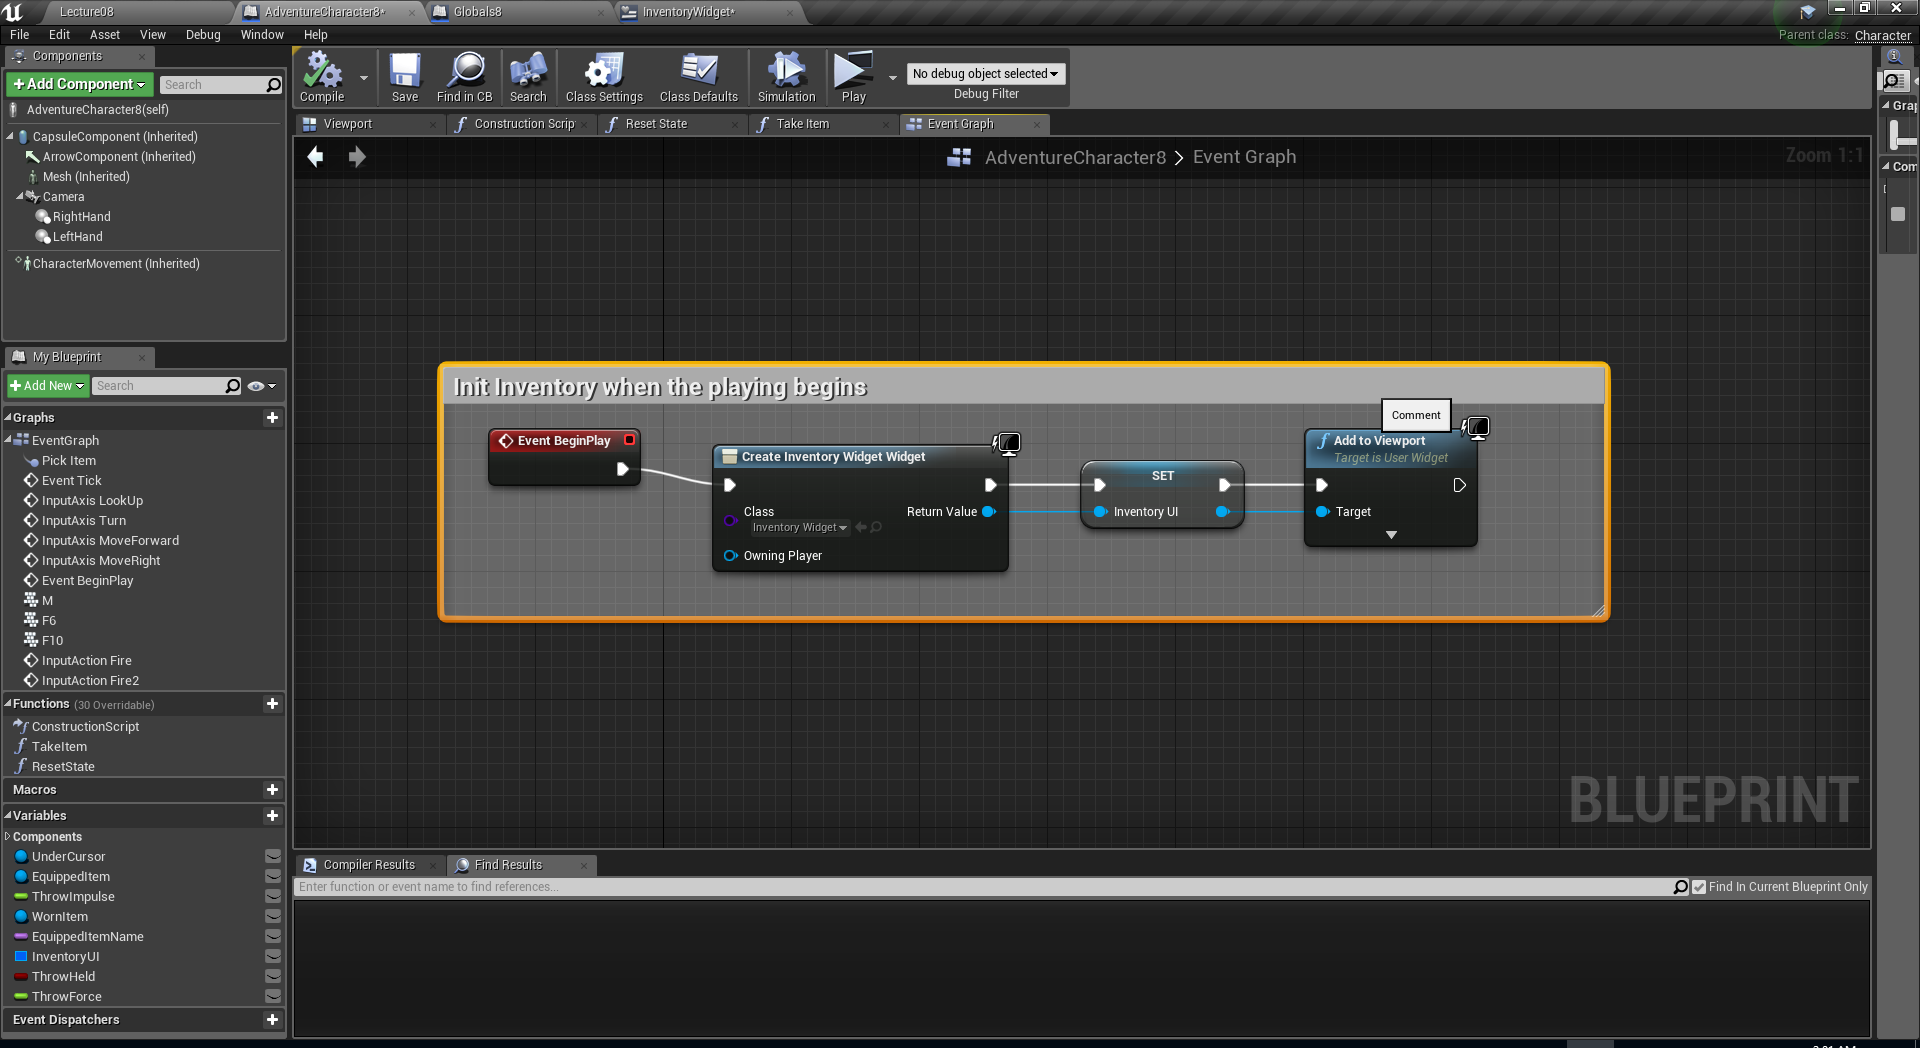 Lecture08
AdventureCharacter8*
Globals8
InventoryWidget*
File Edit Asset View Debug Window Help
Parent class: Character
Components
+Add Component
Search
AdventureCharacter8(self)
CapsuleComponent (Inherited)
ArrowComponent (Inherited)
Mesh (Inherited)
Camera
RightHand
LeftHand
CharacterMovement (Inherited)
Compile
Save
Find in CB
Search
Class Settings
Class Defaults
Simulation
Play
No debug object selected
Debug Filter
Viewport
Construction Scrip
Reset State
Take Item
Event Graph
AdventureCharacter8 > Event Graph
Zoom 1:1
My Blueprint
+Add New
Search
Graphs
EventGraph
Pick Item
Event Tick
InputAxis LookUp
InputAxis Turn
InputAxis MoveForward
InputAxis MoveRight
Event BeginPlay
M
F6
F10
InputAction Fire
InputAction Fire2
Functions (30 Overridable)
ConstructionScript
TakeItem
ResetState
Macros
Variables
Components
UnderCursor
EquippedItem
ThrowImpulse
WornItem
EquippedItemName
InventoryUI
ThrowHeld
ThrowForce
Event Dispatchers
Init Inventory when the playing begins
Event BeginPlay
Create Inventory Widget Widget
Class
Inventory Widget
Return Value
Owning Player
SET
Inventory UI
Comment
Add to Viewport
Target is User Widget
Target
BLUEPRINT
Compiler Results
Find Results
Enter function or event name to find references...
Find In Current Blueprint Only
Grap
Com